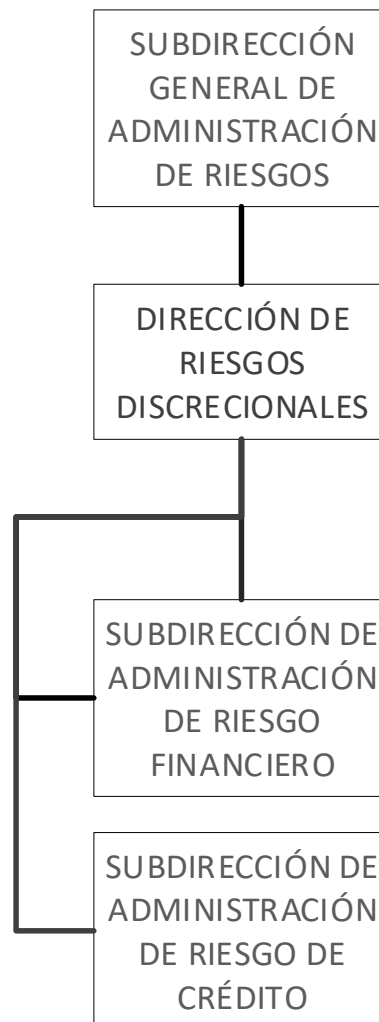 SUBDIRECCIÓN
GENERAL DE
ADMINISTRACIÓN
DE RIESGOS
DIRECCIÓN DE
RIESGOS
DISCRECIONALES
SUBDIRECCIÓN DE
ADMINISTRACIÓN
DE RIESGO
FINANCIERO
SUBDIRECCIÓN DE
ADMINISTRACIÓN
DE RIESGO DE
CRÉDITO